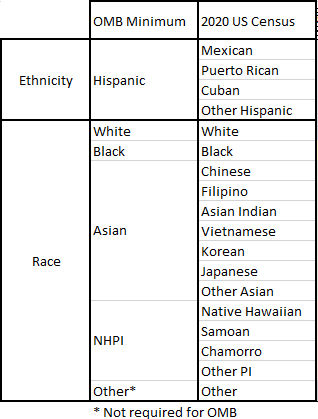 OMB Minimum 2020 US Census
Ethnicity Hispanic Mexican
Puerto Rican
Cuban
Other Hispanic
Race White White
Black Black
Asian Chinese
Filipino
Asian Indian
Vietnamese
Korean
Japanese
Other Asian
NHPI Native Hawaiian
Samoan
Chamorro
Other PI
Other* Other
* Not required for OMB